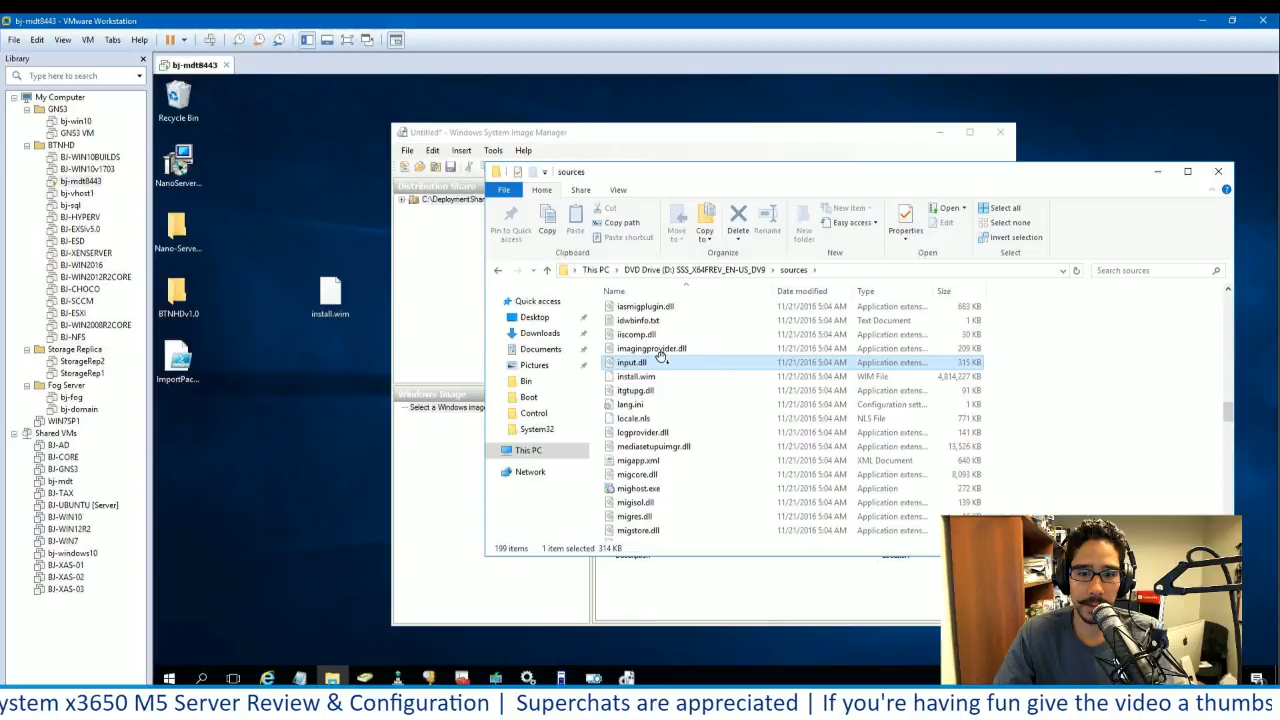 bj-mdt8443 - VMware Workstation
File Edit View VM Tabs Help
Library
Type here to search
My Computer
GNS3
bj-win10
GNS3 VM
BTNHD
BJ-WIN10BUILDS
BJ-WIN10v1703
bj-mdt8443
bj-vhost1
bj-sql
BJ-HYPERV
BJ-EXSIv5.0
BJ-ESD
BJ-XENSERVER
BJ-WIN2016
BJ-WIN2012R2CORE
BJ-CHOCO
BJ-SCCM
BJ-ESXI
BJ-WIN2008R2CORE
BJ-NFS
Storage Replica
StorageRep2
StorageRep1
Fog Server
bj-fog
bj-domain
WIN7SP1
Shared VMs
BJ-AD
BJ-CORE
BJ-GNS3
bj-mdt
BJ-TAX
BJ-UBUNTU [Server]
BJ-WIN10
BJ-WIN12R2
BJ-WIN7
bj-windows10
BJ-XAS-01
BJ-XAS-02
BJ-XAS-03
bj-mdt8443
Recycle Bin
NanoServer...
Nano-Serve...
BTNHDv1.0
ImportPac...
install.wim
Untitled* - Windows System Image Manager
File Edit Insert Tools Help
Distribution Share
C:\DeploymentShar
Windows Image
Select a Windows image
sources
File Home Share View
Pin to Quick access
Copy
Paste
Cut
Copy path
Paste shortcut
Clipboard
Move to
Copy to
Delete
Rename
Organize
New folder
New item
Easy access
New
Properties
Open
Edit
Open
Select all
Select none
Invert selection
Select
This PC DVD Drive (D:) SSS_X64FREV_EN-US_DV9 sources
Search sources
Quick access
Desktop
Downloads
Documents
Pictures
Bin
Boot
Control
System32
This PC
Network
Name Date modified Type Size
iasmigplugin.dll 11/21/2016 5:04 AM Application extens... 683 KB
idwbinfo.txt 11/21/2016 5:04 AM Text Document 1 KB
iiscomp.dll 11/21/2016 5:04 AM Application extens... 30 KB
imagingprovider.dll 11/21/2016 5:04 AM Application extens... 209 KB
input.dll 11/21/2016 5:04 AM Application extens... 315 KB
install.wim 11/21/2016 5:04 AM WIM File 4,814,227 KB
itgtupg.dll 11/21/2016 5:04 AM Application extens... 91 KB
lang.ini 11/21/2016 5:04 AM Configuration sett... 1 KB
locale.nls 11/21/2016 5:04 AM NLS File 771 KB
logprovider.dll 11/21/2016 5:04 AM Application extens... 141 KB
mediasetupuimgr.dll 11/21/2016 5:04 AM Application extens... 13,526 KB
migapp.xml 11/21/2016 5:04 AM XML Document 640 KB
migcore.dll 11/21/2016 5:04 AM Application extens... 8,093 KB
mighost.exe 11/21/2016 5:04 AM Application 272 KB
migisol.dll 11/21/2016 5:04 AM Application extens... 139 KB
migres.dll 11/21/2016 5:04 AM Application extens...
migstore.dll 11/21/2016 5:04 AM Application extens...
199 items 1 item selected 314 KB
ystem x3650 M5 Server Review & Configuration | Superchats are appreciated | If you're having fun give the video a thumbs